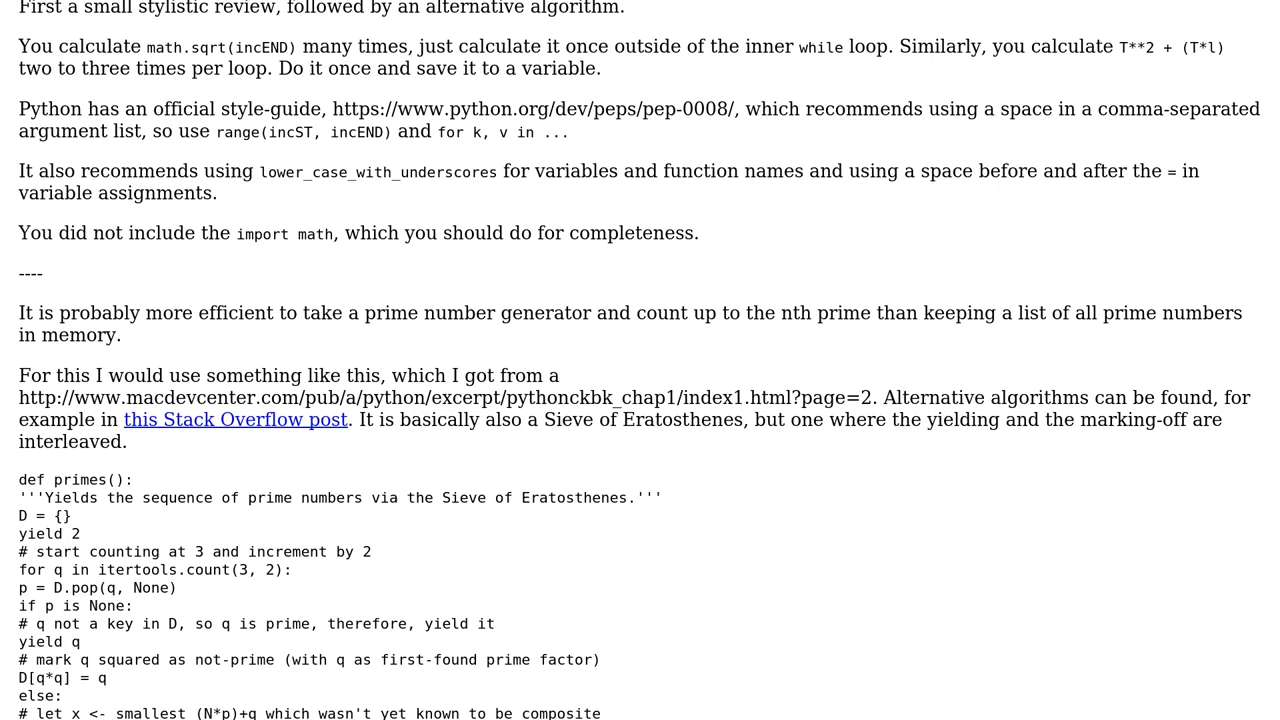 First a small stylistic review, followed by an alternative algorithm.
You calculate math.sqrt(incEND) many times, just calculate it once outside of the inner while loop. Similarly, you calculate T**2 + (T*l)
two to three times per loop. Do it once and save it to a variable.
Python has an official style-guide, https://www.python.org/dev/peps/pep-0008/, which recommends using a space in a comma-separated
argument list, so use range(incST, incEND) and for k, v in ...
It also recommends using lower_case_with_underscores for variables and function names and using a space before and after the = in
variable assignments.
You did not include the import math, which you should do for completeness.
----
It is probably more efficient to take a prime number generator and count up to the nth prime than keeping a list of all prime numbers
in memory.
For this I would use something like this, which I got from a
http://www.macdevcenter.com/pub/a/python/excerpt/pythonckbk_chap1/index1.html?page=2. Alternative algorithms can be found, for
example in this Stack Overflow post. It is basically also a Sieve of Eratosthenes, but one where the yielding and the marking-off are
interleaved.
def primes():
'''Yields the sequence of prime numbers via the Sieve of Eratosthenes.'''
D = {}
yield 2
# start counting at 3 and increment by 2
for q in itertools.count(3, 2):
p = D.pop(q, None)
if p is None:
# q not a key in D, so q is prime, therefore, yield it
yield q
# mark q squared as not-prime (with q as first-found prime factor)
D[q*q] = q
else:
# let x <- smallest (N*p)+q which wasn't yet known to be composite